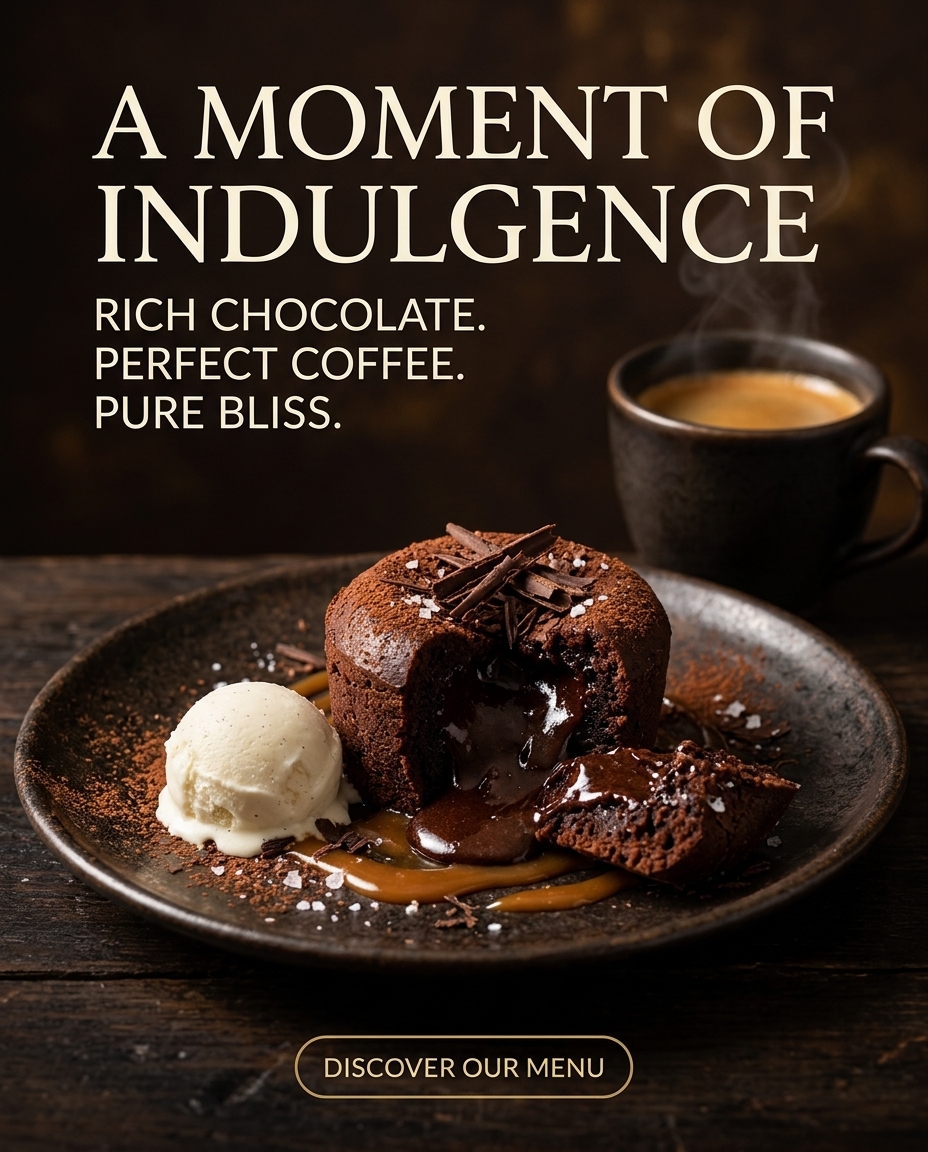 A MOMENT OF
INDULGENCE
RICH CHOCOLATE.
PERFECT COFFEE.
PURE BLISS.
DISCOVER OUR MENU